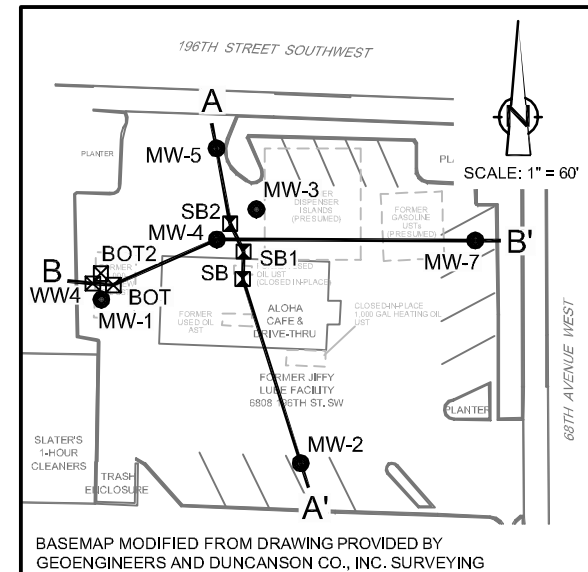 196TH STREET SOUTHWEST
A
PLANTER
MW-5
N
SCALE: 1" = 60'
MW-3
DISPENSER
ISLANDS
(PRESUMED)
FORMER
GASOLINE
USTs
(PRESUMED)
SB2
MW-4
B'
MW-7
SB1
SB
OIL UST
(CLOSED IN-PLACE)
B
BOT2
WW4
BOT
MW-1
FORMER
USED OIL
AST
ALOHA
CAFE &
DRIVE-THRU
CLOSED-IN-PLACE
1,000 GAL HEATING OIL
UST
FORMER JIFFY
LUBE FACILITY
6808 196TH ST. SW
PLANTER
68TH AVENUE WEST
SLATER'S
1-HOUR
CLEANERS
TRASH
ENCLOSURE
MW-2
A'
BASEMAP MODIFIED FROM DRAWING PROVIDED BY
GEOENGINEERS AND DUNCANSON CO., INC. SURVEYING